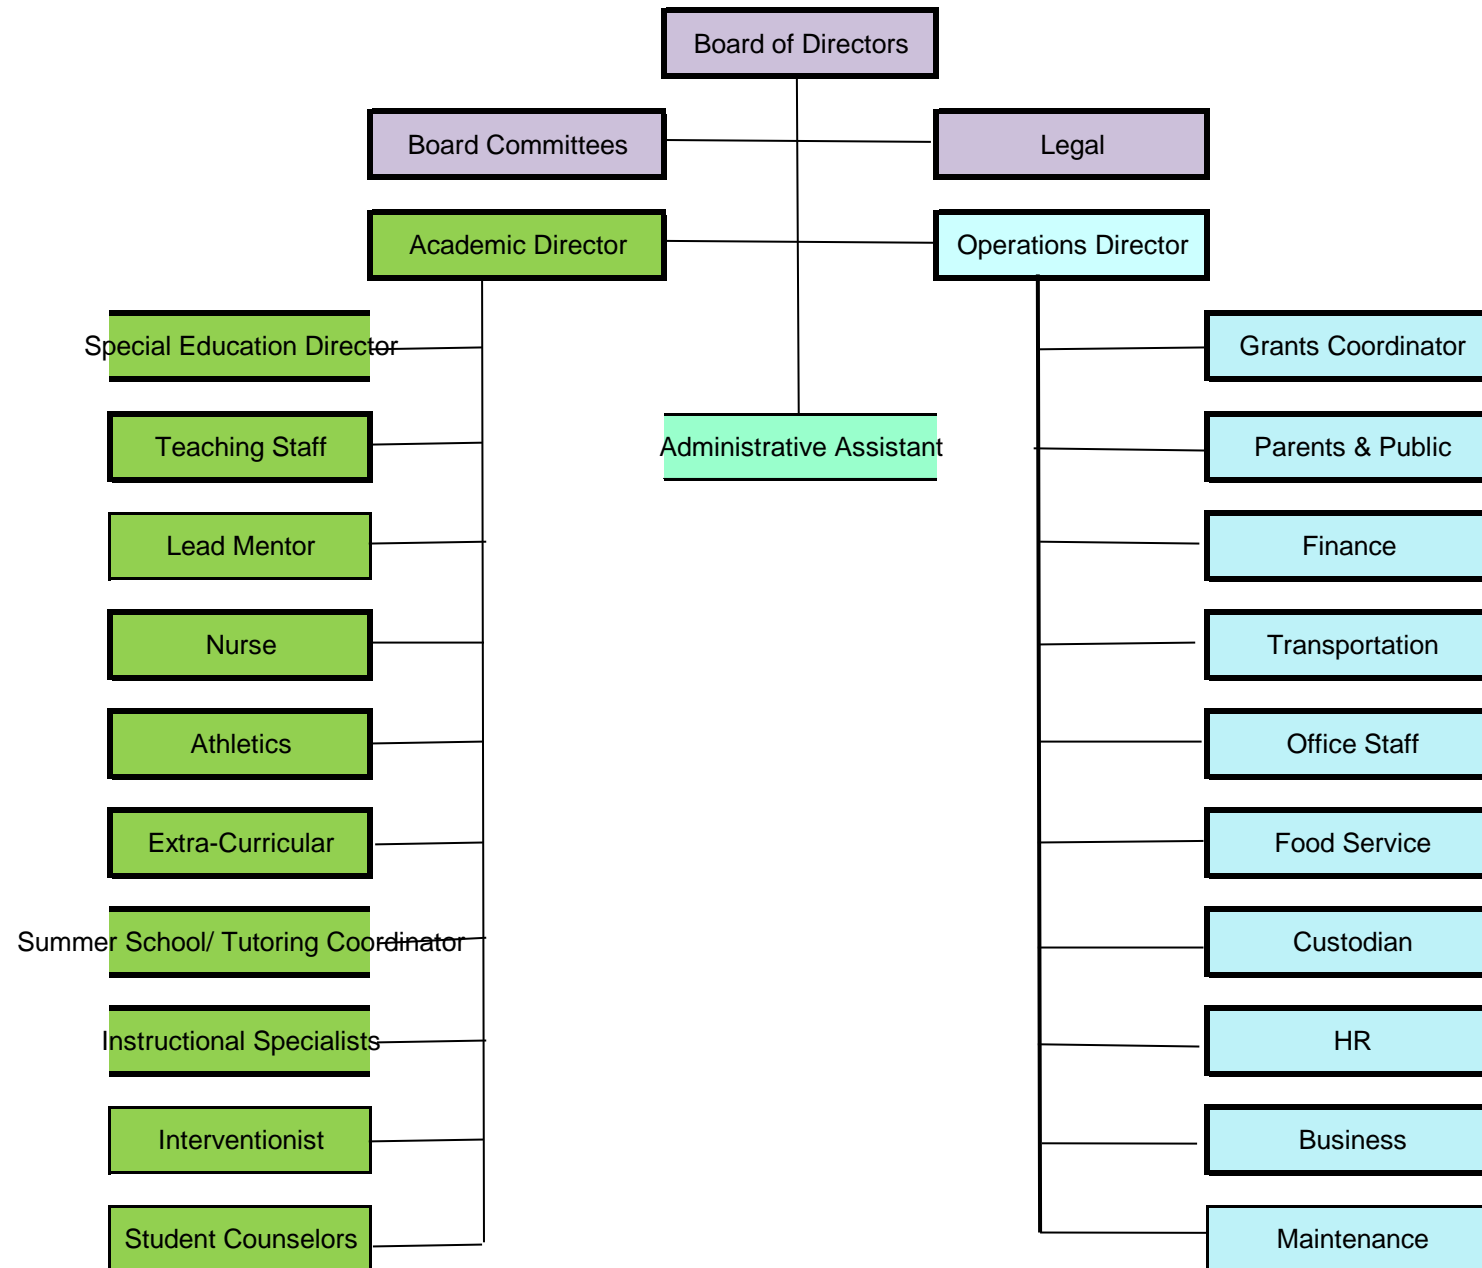 Board of Directors
Board Committees
Legal
Academic Director
Operations Director
Special Education Director
Grants Coordinator
Teaching Staff
Administrative Assistant
Parents & Public
Lead Mentor
Finance
Nurse
Transportation
Athletics
Office Staff
Extra-Curricular
Food Service
Summer School/ Tutoring Coordinator
Custodian
Instructional Specialists
HR
Interventionist
Business
Student Counselors
Maintenance